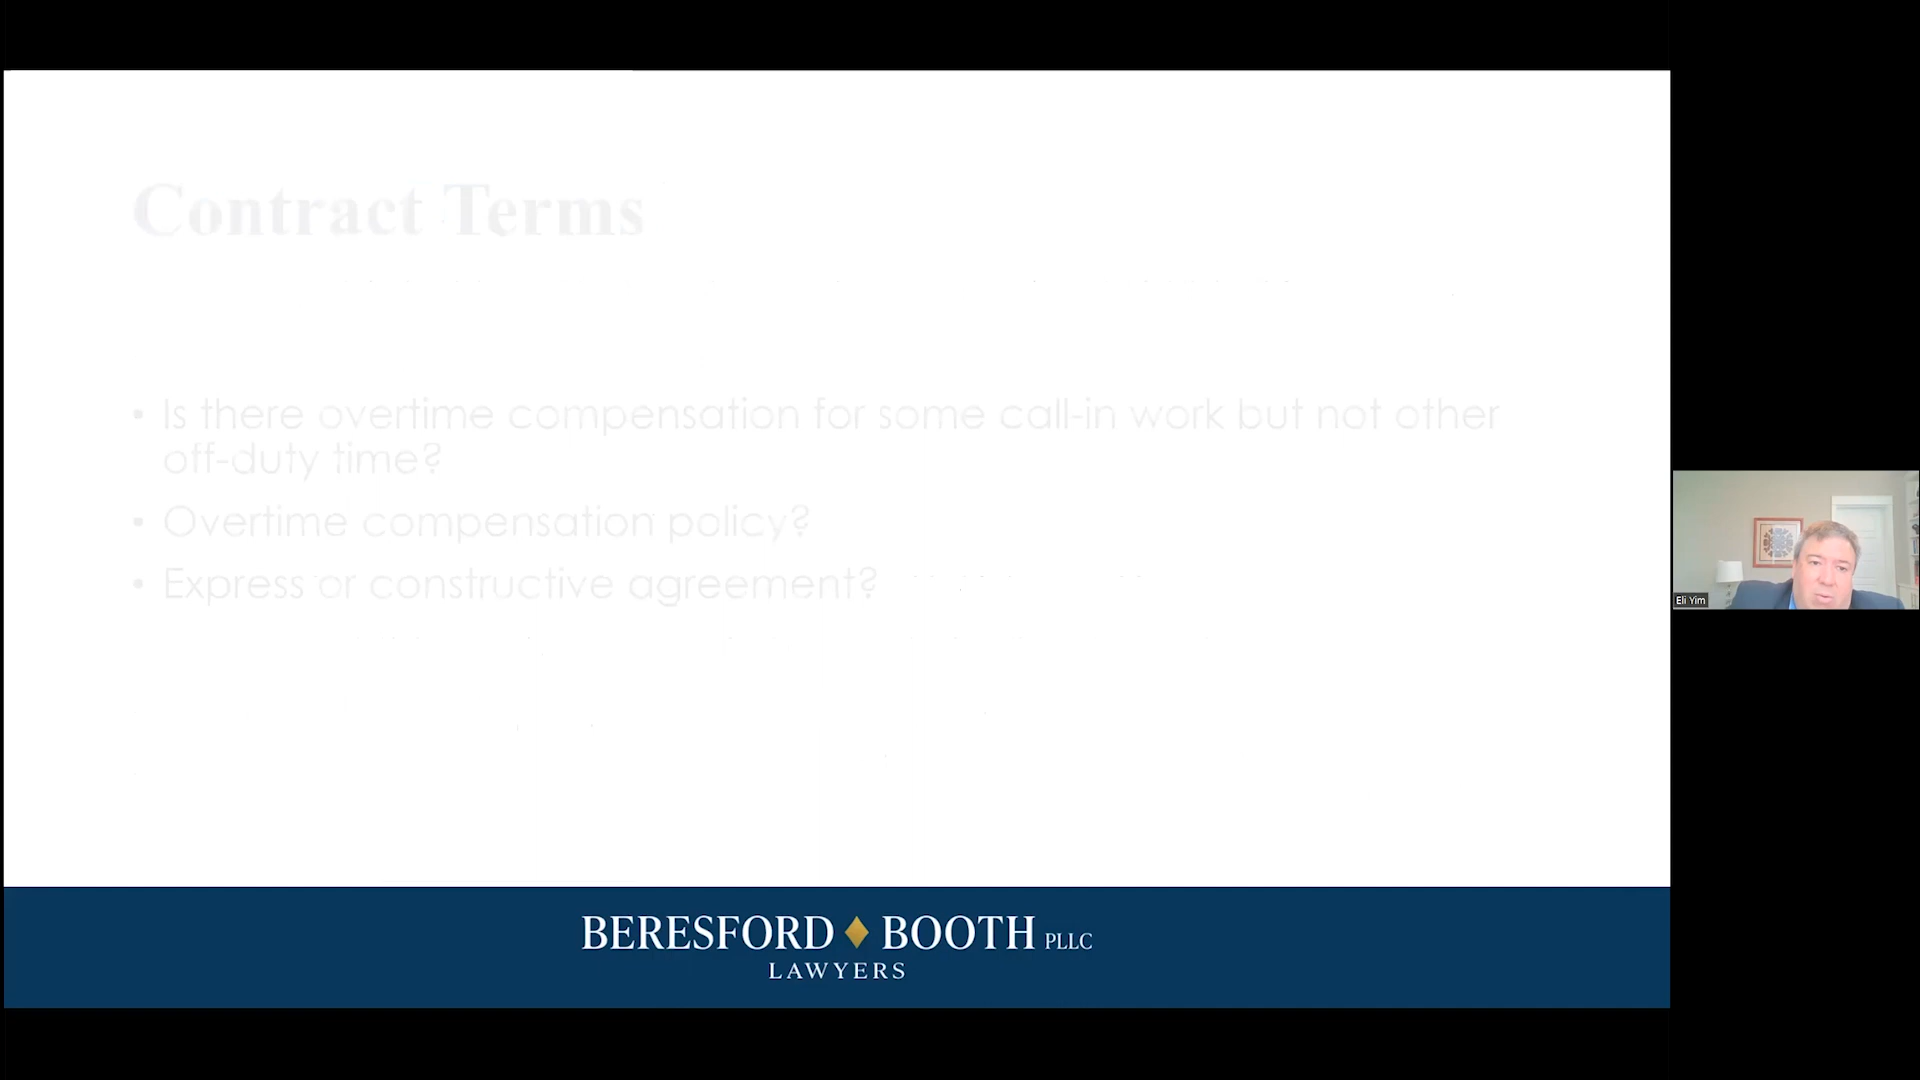 Contract Terms
• Is there overtime compensation for some call-in work but not other
off-duty time?
• Overtime compensation policy?
• Express or constructive agreement?
Eli Yim
BERESFORD BOOTH PLLC
LAWYERS